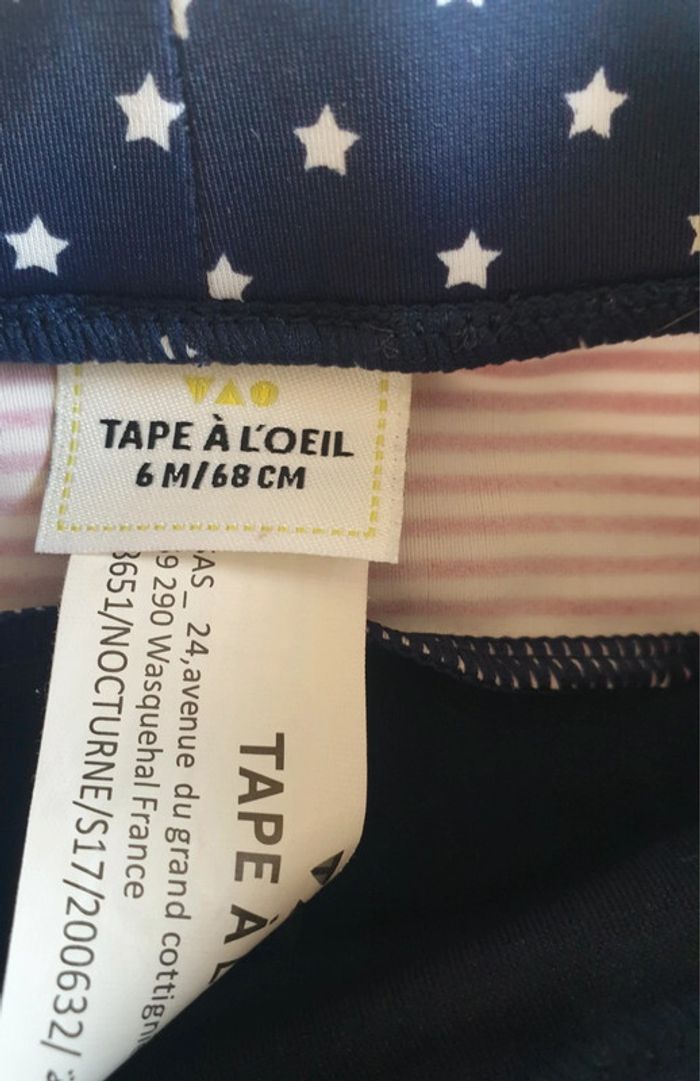 TAO
TAPE À L'OEIL
6 M/68 CM
TAPE À
AS_ 24,avenue du grand cottign
9 290 Wasquehal France
3651/NOCTURNE/S17/200632/